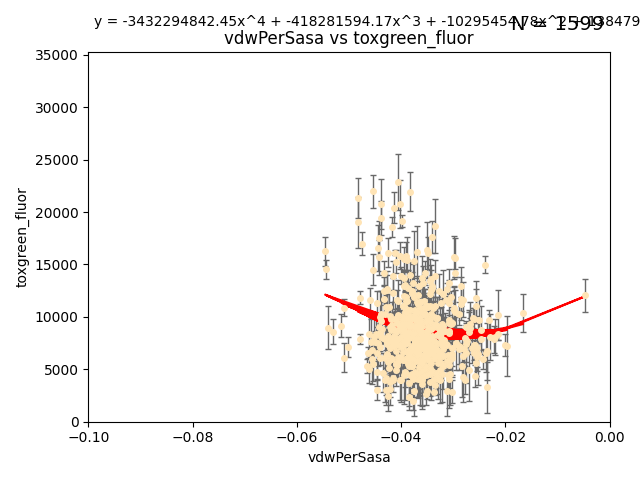 y = -3432294842.45x^4 + -418281594.17x^3 + -10295454.78x^2 +
N = 1599
vdwPerSasa vs toxgreen_fluor
35000
30000
25000
20000
15000
10000
5000
0
toxgreen_fluor
−0.10
−0.08
−0.06
−0.04
−0.02
0.00
vdwPerSasa